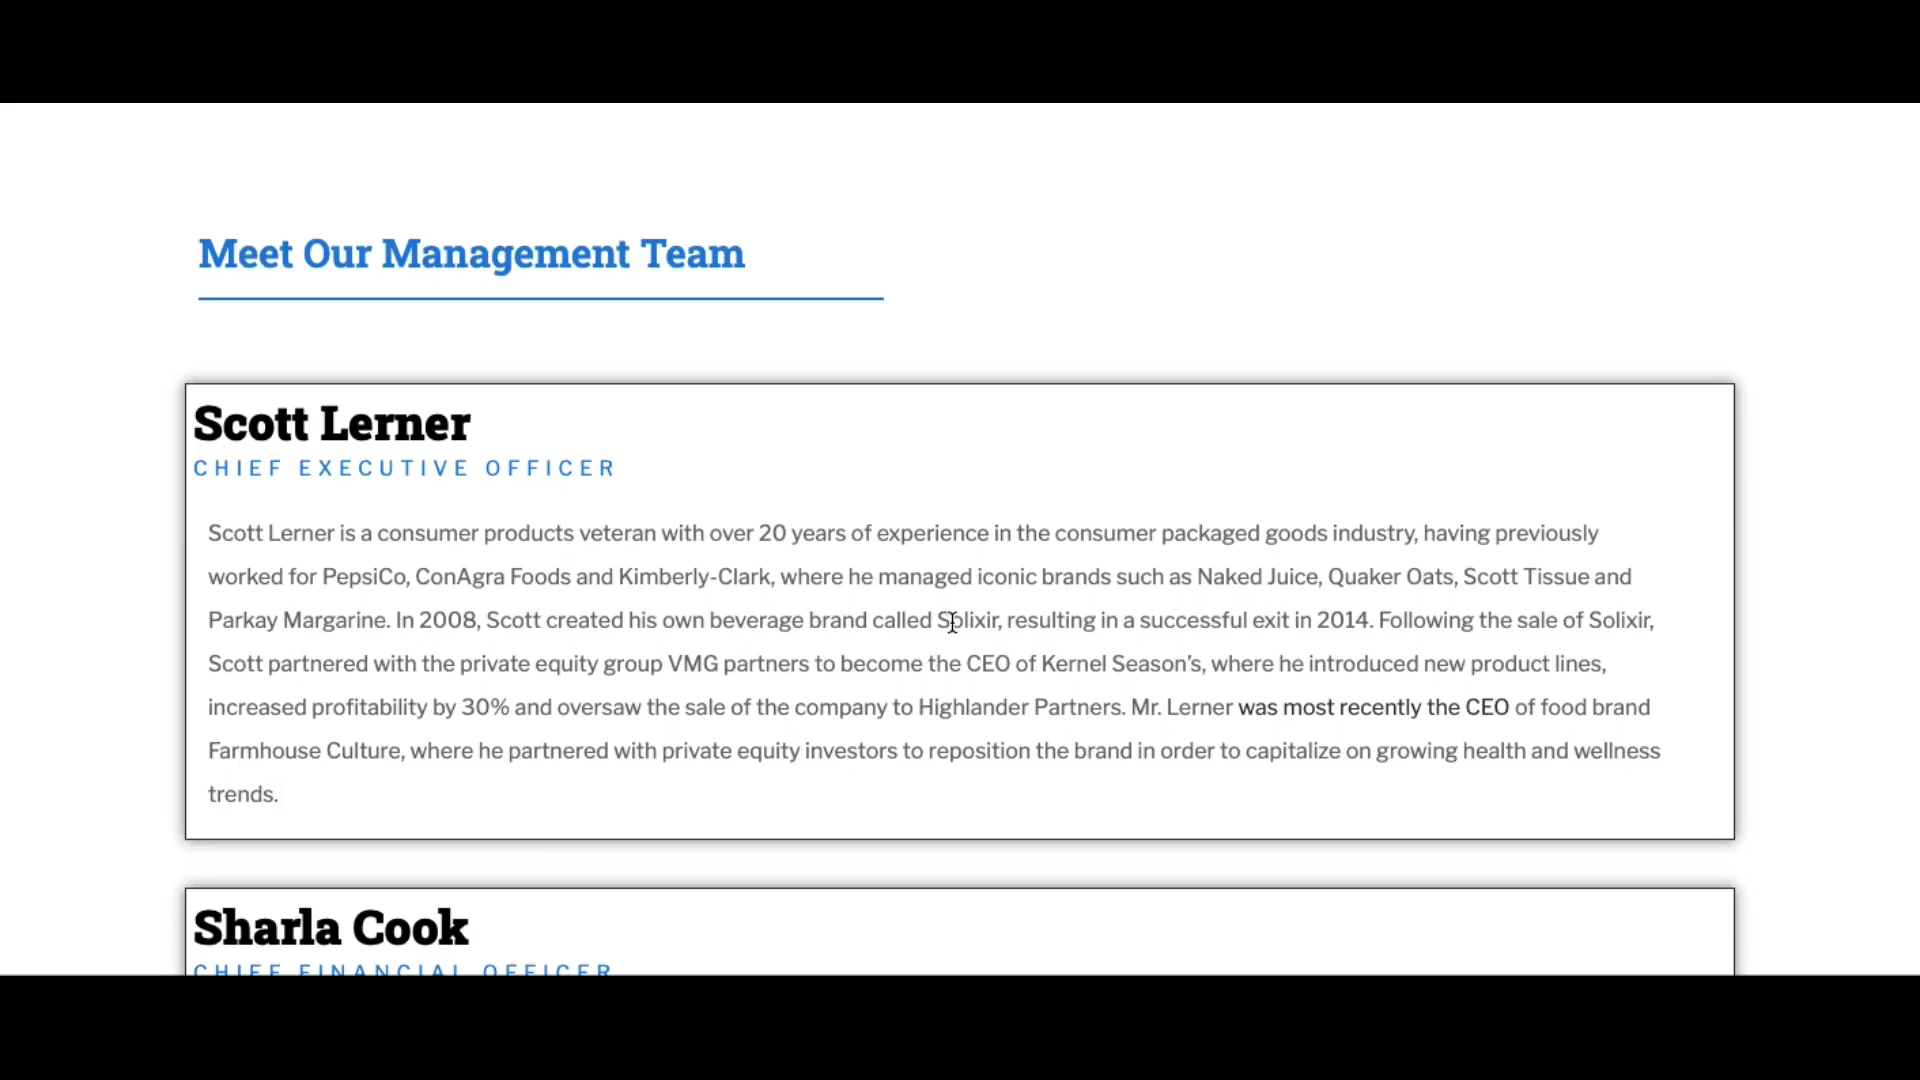 Meet Our Management Team
Scott Lerner
CHIEF EXECUTIVE OFFICER
Scott Lerner is a consumer products veteran with over 20 years of experience in the consumer packaged goods industry, having previously
worked for PepsiCo, ConAgra Foods and Kimberly-Clark, where he managed iconic brands such as Naked Juice, Quaker Oats, Scott Tissue and
Parkay Margarine. In 2008, Scott created his own beverage brand called Solixir, resulting in a successful exit in 2014. Following the sale of Solixir,
Scott partnered with the private equity group VMG partners to become the CEO of Kernel Season’s, where he introduced new product lines,
increased profitability by 30% and oversaw the sale of the company to Highlander Partners. Mr. Lerner was most recently the CEO of food brand
Farmhouse Culture, where he partnered with private equity investors to reposition the brand in order to capitalize on growing health and wellness
trends.
Sharla Cook
CHIEF FINANCIAL OFFICER